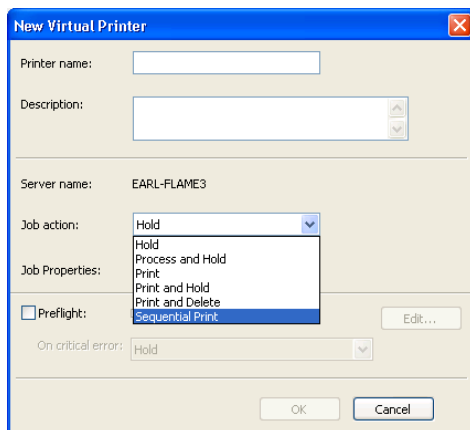 New Virtual Printer
Printer name:
Description:
Server name: EARL-FLAME3
Job action: Hold
Hold
Process and Hold
Job Properties:
Print
Print and Hold
Print and Delete
Sequential Print
Preflight:
Edit...
On critical error: Hold
OK Cancel